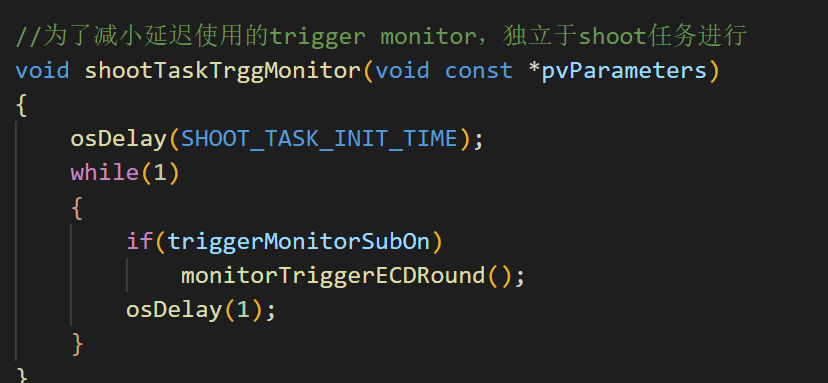 //为了减小延迟使用的trigger monitor，独立于shoot任务进行
void shootTaskTrggMonitor(void const *pvParameters)
{
osDelay(SHOOT_TASK_INIT_TIME);
while(1)
{
if(triggerMonitorSubOn)
monitorTriggerECDRound();
osDelay(1);
}
}